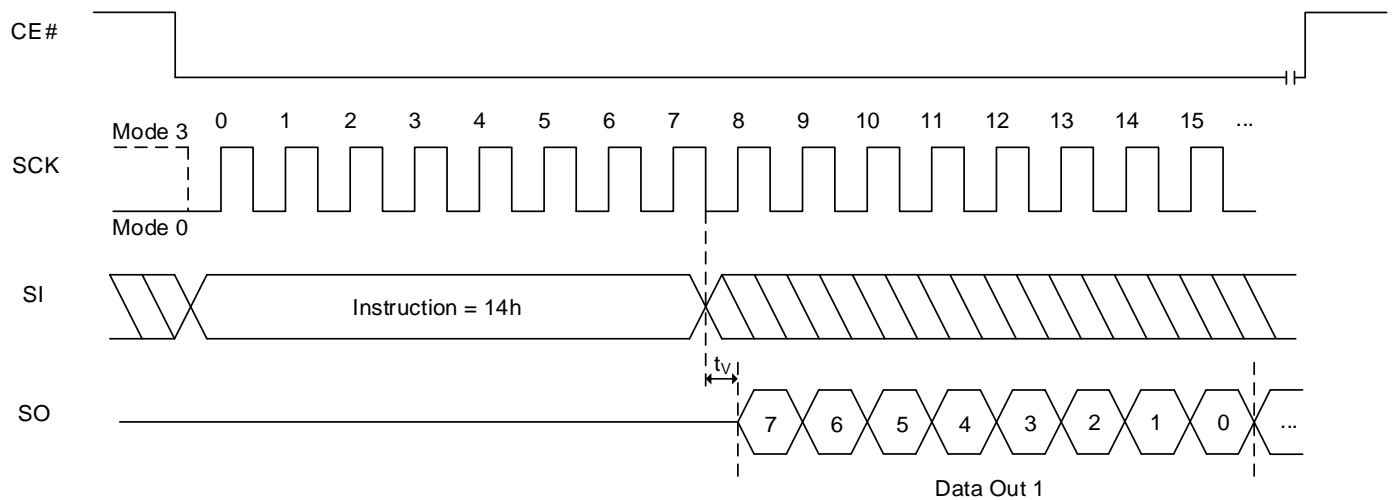 CE#
0 1 2 3 4 5 6 7 8 9 10 11 12 13 14 15 ...
Mode 3
SCK
Mode 0
SI
Instruction = 14h
tV
SO
7 6 5 4 3 2 1 0 ...
Data Out 1